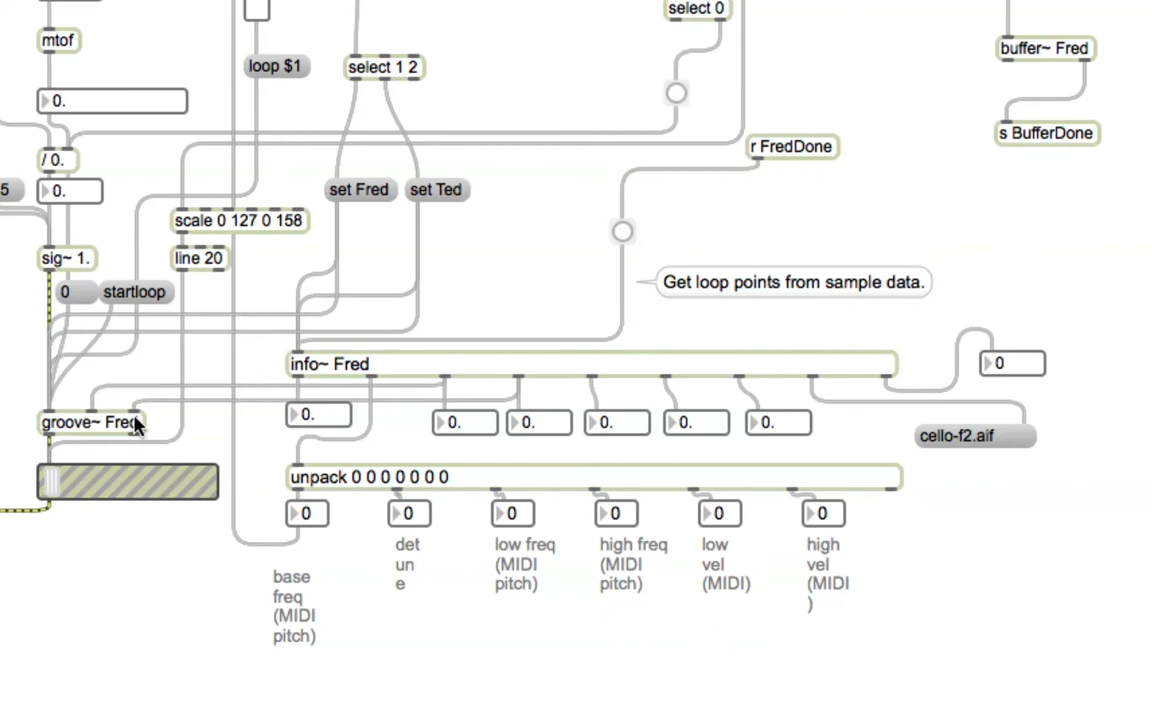 select 0
mtof
buffer~ Fred
loop $1
select 1 2
0.
s BufferDone
r FredDone
/ 0.
5
0.
set Fred
set Ted
scale 0 127 0 158
sig~ 1.
line 20
Get loop points from sample data.
0
startloop
info~ Fred
0
0.
groove~ Fred
0.
0.
0.
0.
0.
cello-f2.aif
unpack 0 0 0 0 0 0 0
0
0
0
0
0
0
base
freq
(MIDI
pitch)
det
un
e
low freq
(MIDI
pitch)
high freq
(MIDI
pitch)
low
vel
(MIDI)
high
vel
(MIDI
)